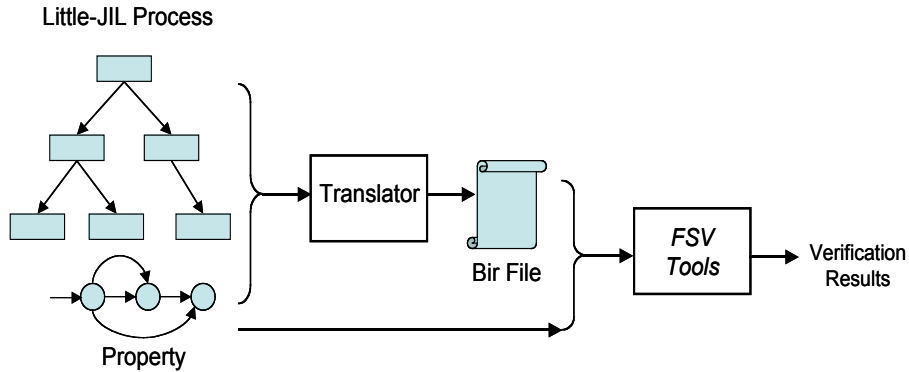 Little-JIL Process
Translator
Bir File
FSV
Tools
Verification
Results
Property